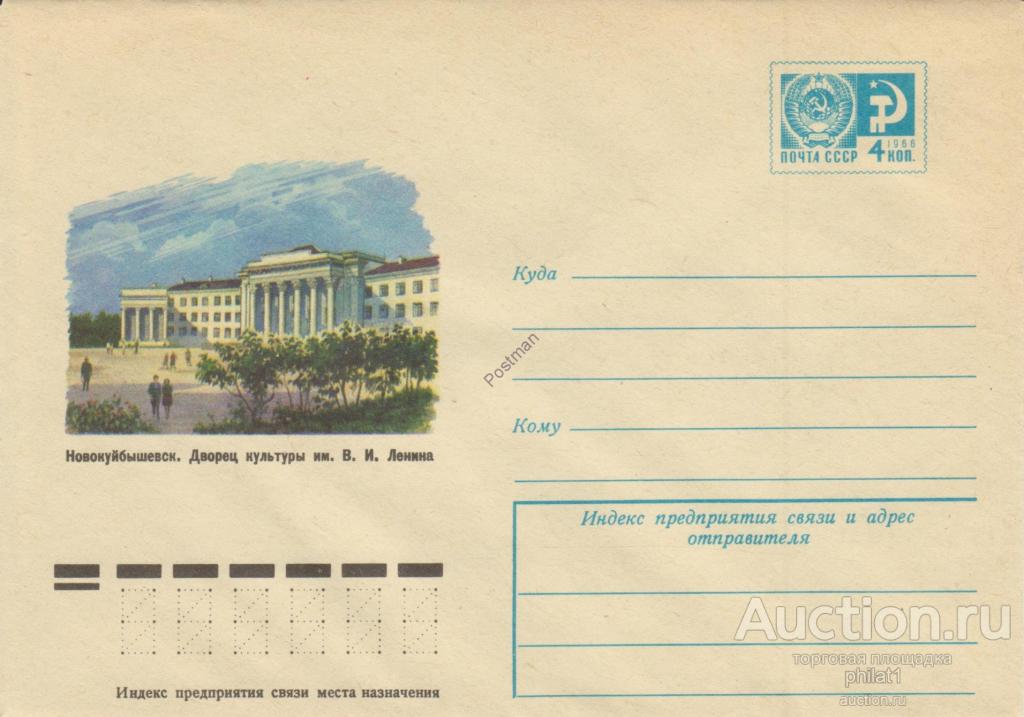 ПОЧТА СССР 4 КОП.
1966
Куда
Postman
Кому
Новокуйбышевск. Дворец культуры им. В. И. Ленина
Индекс предприятия связи и адрес
отправителя
Индекс предприятия связи места назначения
Auction.ru
торговая площадка
philat1
auction.ru